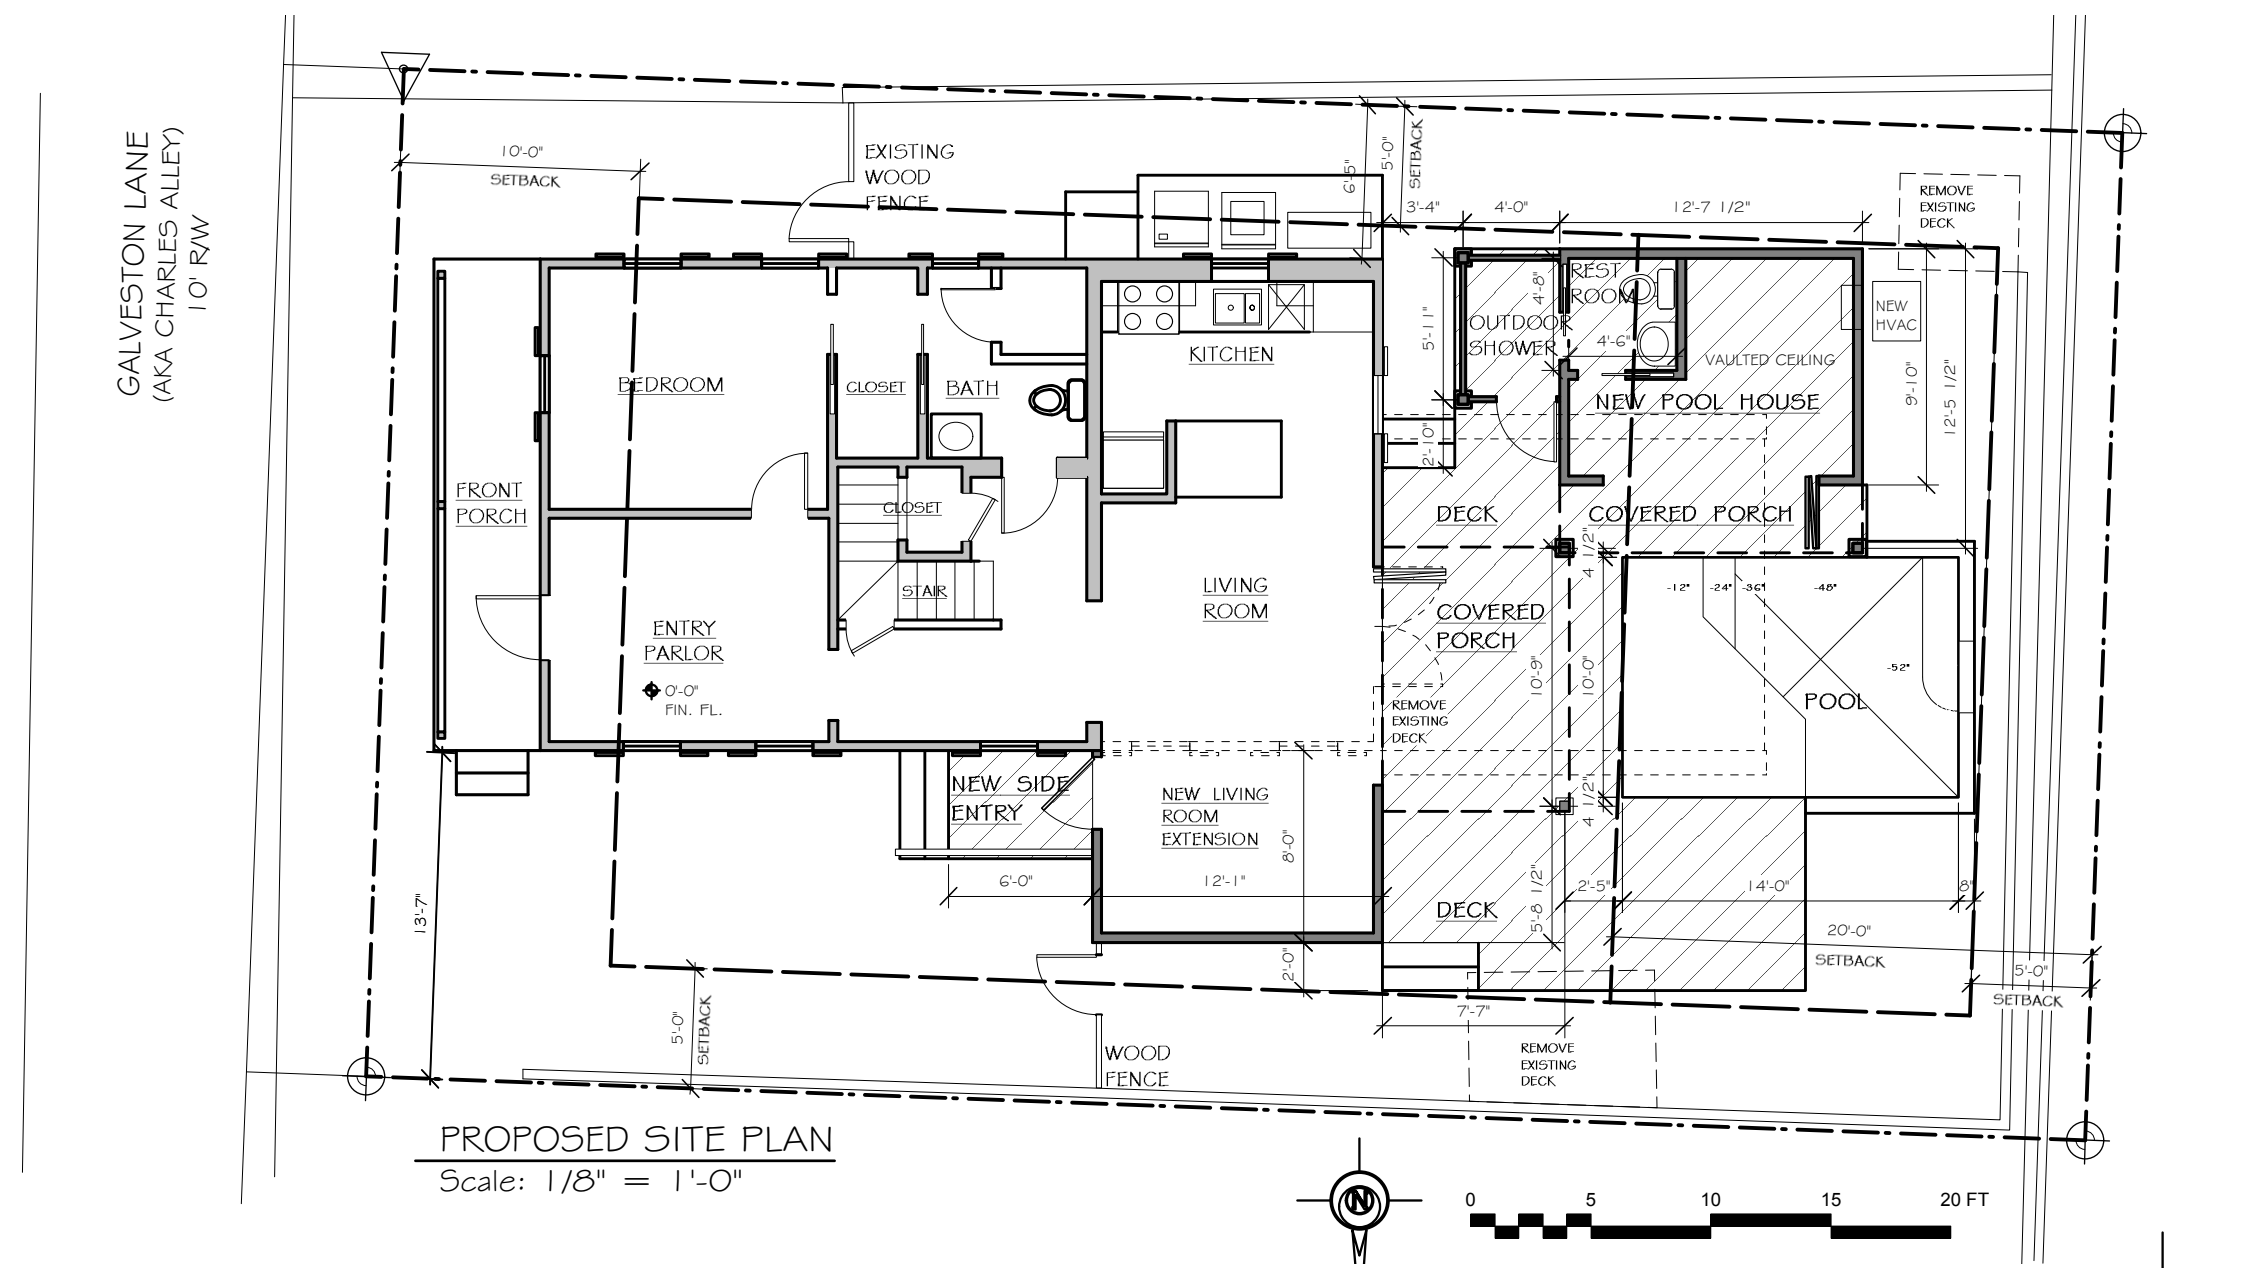 GALVESTON LANE
(AKA CHARLES ALLEY)
10' R/W
10'-0"
SETBACK
EXISTING
WOOD
FENCE
6'-5"
5'-0"
SETBACK
3'-4"
4'-0"
12'-7 1/2"
REMOVE
EXISTING
DECK
REST
ROOM
4'-8"
OUTDOOR
SHOWER
5'-11"
4'-6"
VAULTED CEILING
NEW
HVAC
NEW POOL HOUSE
9'-10"
12'-5 1/2"
2'-10"
KITCHEN
BEDROOM
CLOSET
BATH
FRONT
PORCH
CLOSET
DECK
COVERED PORCH
4 1/2"
STAIR
LIVING
ROOM
COVERED
PORCH
-12"
-24"
-36"
-48"
-52"
POOL
ENTRY
PARLOR
0'-0"
FIN. FL.
10'-9"
10'-0"
REMOVE
EXISTING
DECK
NEW SIDE
ENTRY
NEW LIVING
ROOM
EXTENSION
8'-0"
4 1/2"
6'-0"
12'-1"
13'-7"
5'-8 1/2"
2'-5"
14'-0"
8"
DECK
20'-0"
SETBACK
5'-0"
SETBACK
2'-0"
7'-7"
5'-0"
SETBACK
WOOD
FENCE
REMOVE
EXISTING
DECK
PROPOSED SITE PLAN
Scale: 1/8" = 1'-0"
N
0 5 10 15 20 FT